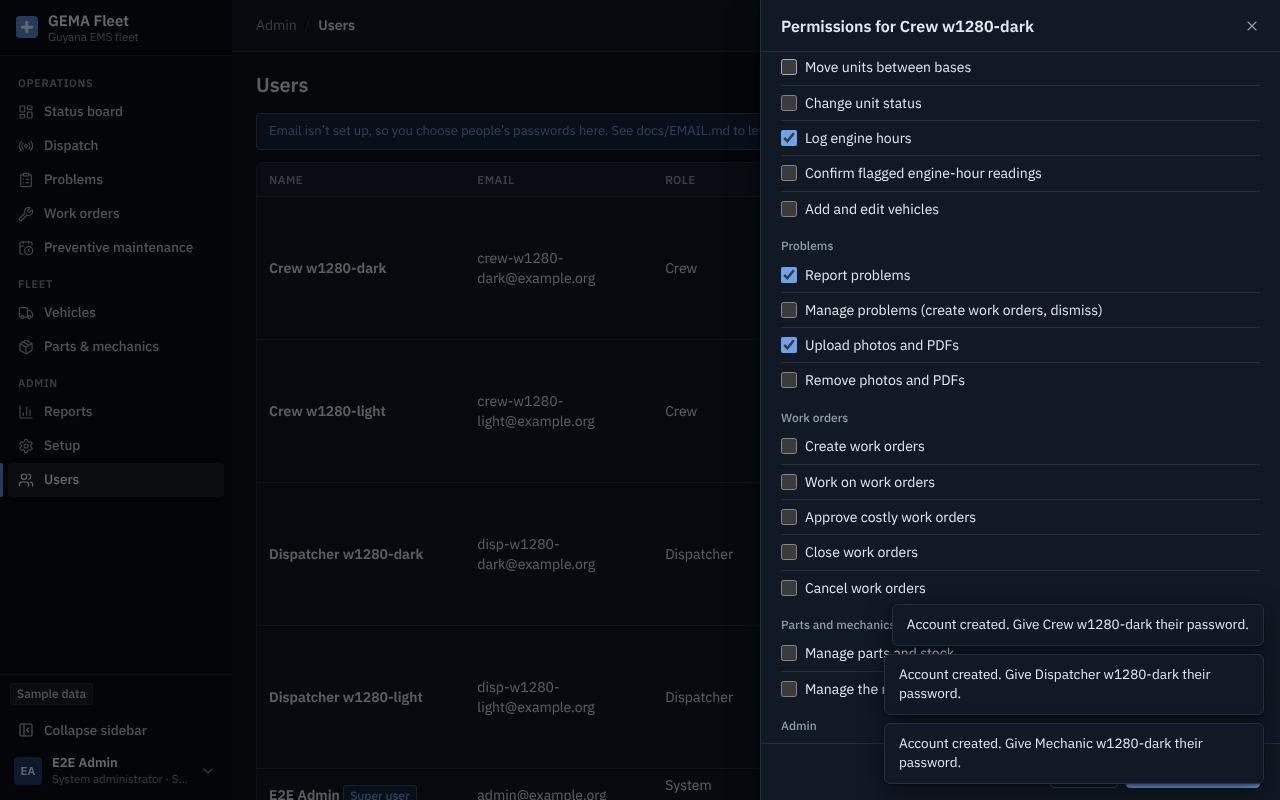 GEMA Fleet
Guyana EMS fleet
OPERATIONS
Status board
Dispatch
Problems
Work orders
Preventive maintenance
FLEET
Vehicles
Parts & mechanics
ADMIN
Reports
Setup
Users
Sample data
Collapse sidebar
EA
E2E Admin
System administrator · S...
Admin / Users
Users
Email isn't set up, so you choose people's passwords here. See docs/EMAIL.md to le
NAME EMAIL ROLE
Crew w1280-dark
crew-w1280-
dark@example.org
Crew
Crew w1280-light
crew-w1280-
light@example.org
Crew
Dispatcher w1280-dark
disp-w1280-
dark@example.org
Dispatcher
Dispatcher w1280-light
disp-w1280-
light@example.org
Dispatcher
E2E Admin
Super user
admin@example.org
System
Permissions for Crew w1280-dark
Move units between bases
Change unit status
Log engine hours
Confirm flagged engine-hour readings
Add and edit vehicles
Problems
Report problems
Manage problems (create work orders, dismiss)
Upload photos and PDFs
Remove photos and PDFs
Work orders
Create work orders
Work on work orders
Approve costly work orders
Close work orders
Cancel work orders
Parts and mechanics
Manage parts and stock
Manage the
Admin
Account created. Give Crew w1280-dark their password.
Account created. Give Dispatcher w1280-dark their
password.
Account created. Give Mechanic w1280-dark their
password.